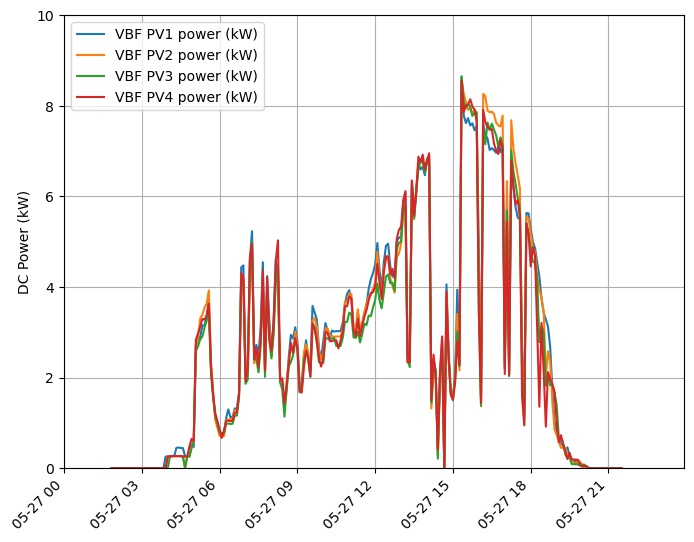 10
VBF PV1 power (kW)
VBF PV2 power (kW)
VBF PV3 power (kW)
VBF PV4 power (kW)
8
6
DC Power (kW)
4
2
0
05-27 00
05-27 03
05-27 06
05-27 09
05-27 12
05-27 15
05-27 18
05-27 21